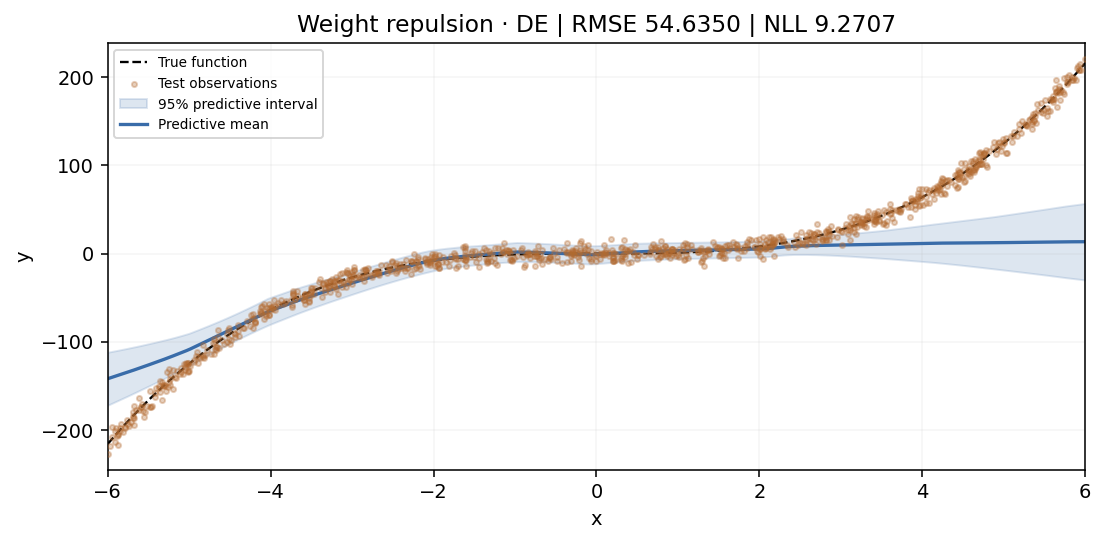 Weight repulsion · DE | RMSE 54.6350 | NLL 9.2707
True function
Test observations
95% predictive interval
Predictive mean
200
100
0
−100
−200
y
−6 −4 −2 0 2 4 6
x